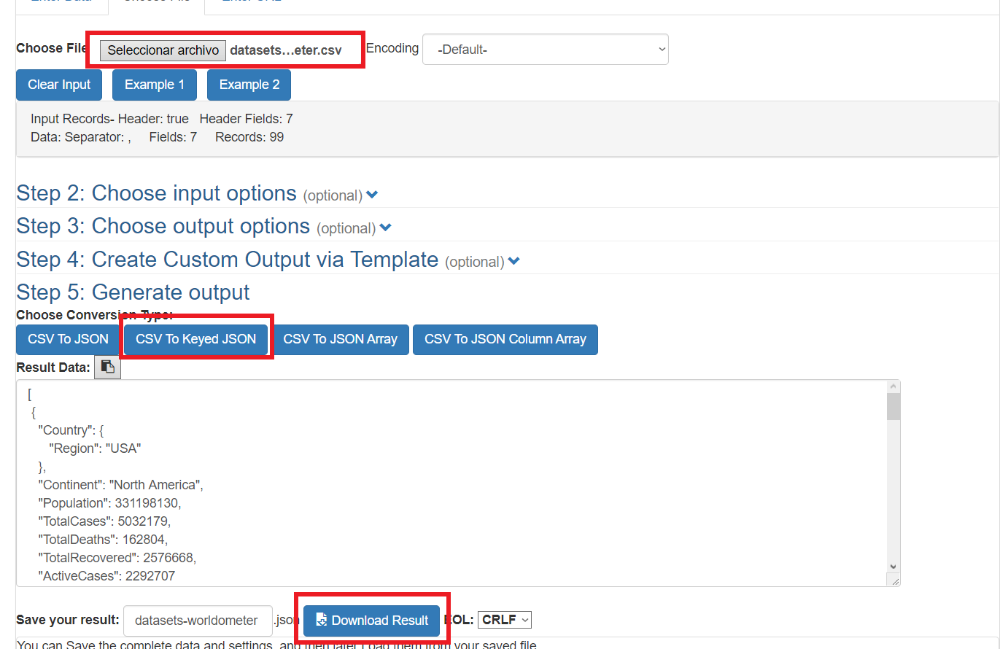 Enter Data Choose File Enter URL
Choose File Seleccionar archivo datasets...eter.csv Encoding -Default-
Clear Input Example 1 Example 2
Input Records- Header: true Header Fields: 7
Data: Separator: , Fields: 7 Records: 99
Step 2: Choose input options (optional)
Step 3: Choose output options (optional)
Step 4: Create Custom Output via Template (optional)
Step 5: Generate output
Choose Conversion Type:
CSV To JSON CSV To Keyed JSON CSV To JSON Array CSV To JSON Column Array
Result Data:
[
{
"Country": {
"Region": "USA"
},
"Continent": "North America",
"Population": 331198130,
"TotalCases": 5032179,
"TotalDeaths": 162804,
"TotalRecovered": 2576668,
"ActiveCases": 2292707
Save your result: datasets-worldometer .json Download Result EOL: CRLF
You can Save the complete data and settings, and then later Load them from your saved file